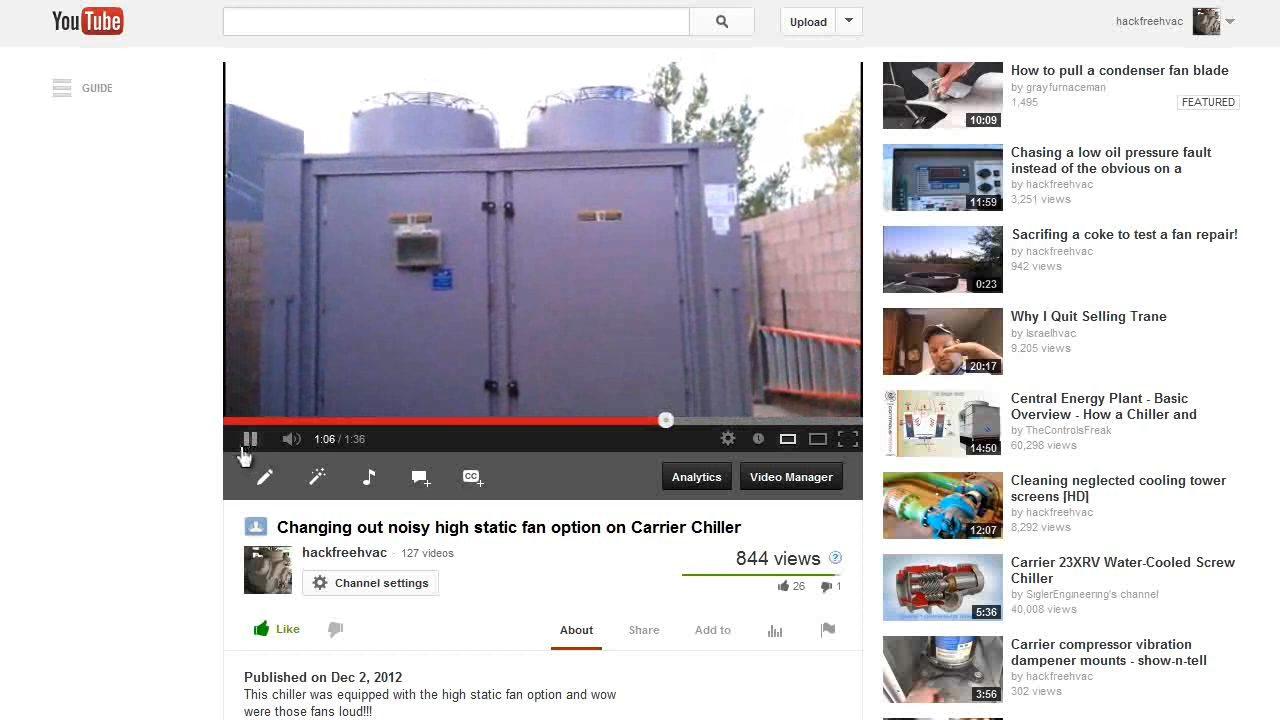 YouTube
Upload
hackfreehvac
GUIDE
1:06 / 1:36
CC
Analytics
Video Manager
Changing out noisy high static fan option on Carrier Chiller
hackfreehvac · 127 videos
Channel settings
844 views ?
26 1
Like
About Share Add to
Published on Dec 2, 2012
This chiller was equipped with the high static fan option and wow
were those fans loud!!!
How to pull a condenser fan blade
by grayfurnaceman
1,495
FEATURED
10:09
Chasing a low oil pressure fault
instead of the obvious on a
by hackfreehvac
3,251 views
11:59
Sacrifing a coke to test a fan repair!
by hackfreehvac
942 views
0:23
Why I Quit Selling Trane
by Israelhvac
9,205 views
20:17
Central Energy Plant - Basic
Overview - How a Chiller and
by TheControlsFreak
60,298 views
14:50
Cleaning neglected cooling tower
screens [HD]
by hackfreehvac
8,292 views
12:07
Carrier 23XRV Water-Cooled Screw
Chiller
by SiglerEngineering's channel
40,008 views
5:36
Carrier compressor vibration
dampener mounts - show-n-tell
by hackfreehvac
302 views
3:56